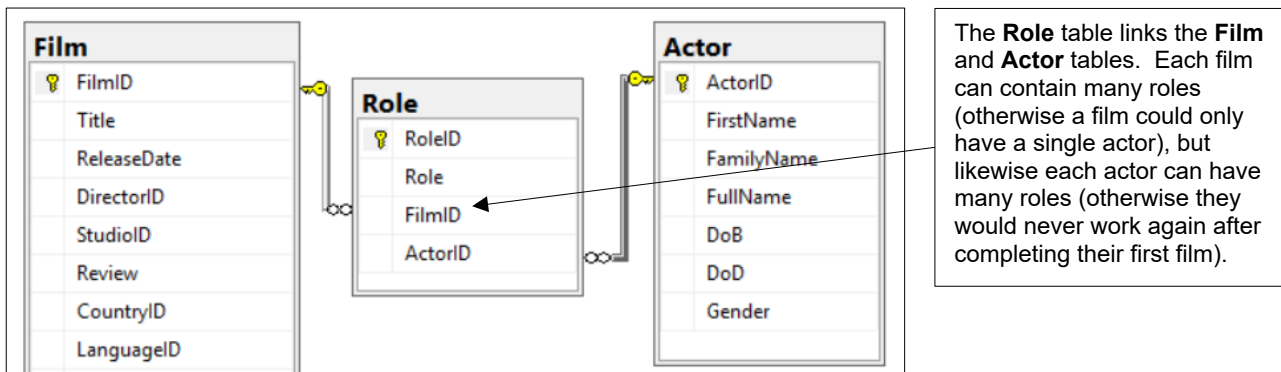 Film
FilmID
Title
ReleaseDate
DirectorID
StudioID
Review
CountryID
LanguageID
Role
RoleID
Role
FilmID
ActorID
Actor
ActorID
FirstName
FamilyName
FullName
DoB
DoD
Gender
The Role table links the Film
and Actor tables.  Each film
can contain many roles
(otherwise a film could only
have a single actor), but
likewise each actor can have
many roles (otherwise they
would never work again after
completing their first film).